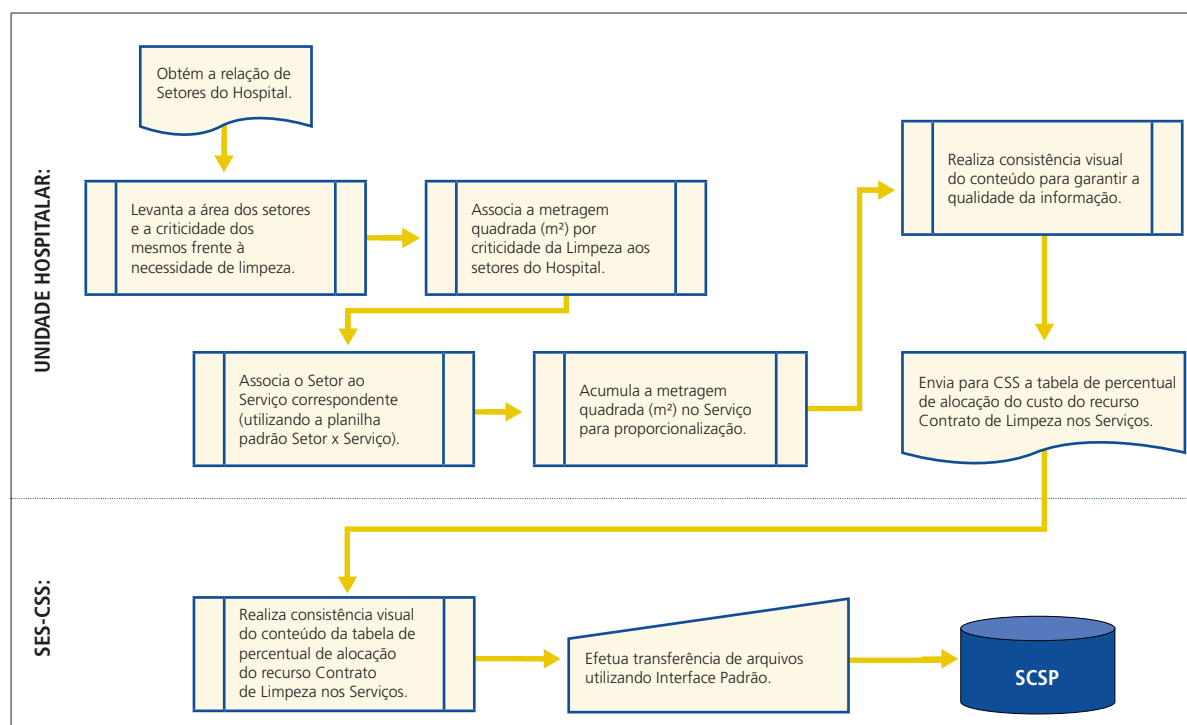 UNIDADE HOSPITALAR:
Obtém a relação de
Setores do Hospital.
Levanta a área dos setores
e a criticidade dos
mesmos frente à
necessidade de limpeza.
Associa a metragem
quadrada (m²) por
criticidade da Limpeza aos
setores do Hospital.
Associa o Setor ao
Serviço correspondente
(utilizando a planilha
padrão Setor x Serviço).
Acumula a metragem
quadrada (m²) no Serviço
para proporcionalização.
Realiza consistência visual
do conteúdo para garantir a
qualidade da informação.
Envia para CSS a tabela de percentual
de alocação do custo do recurso
Contrato de Limpeza nos Serviços.
SES-CSS:
Realiza consistência visual
do conteúdo da tabela de
percentual de alocação
do recurso Contrato
de Limpeza nos Serviços.
Efetua transferência de arquivos
utilizando Interface Padrão.
SCSP